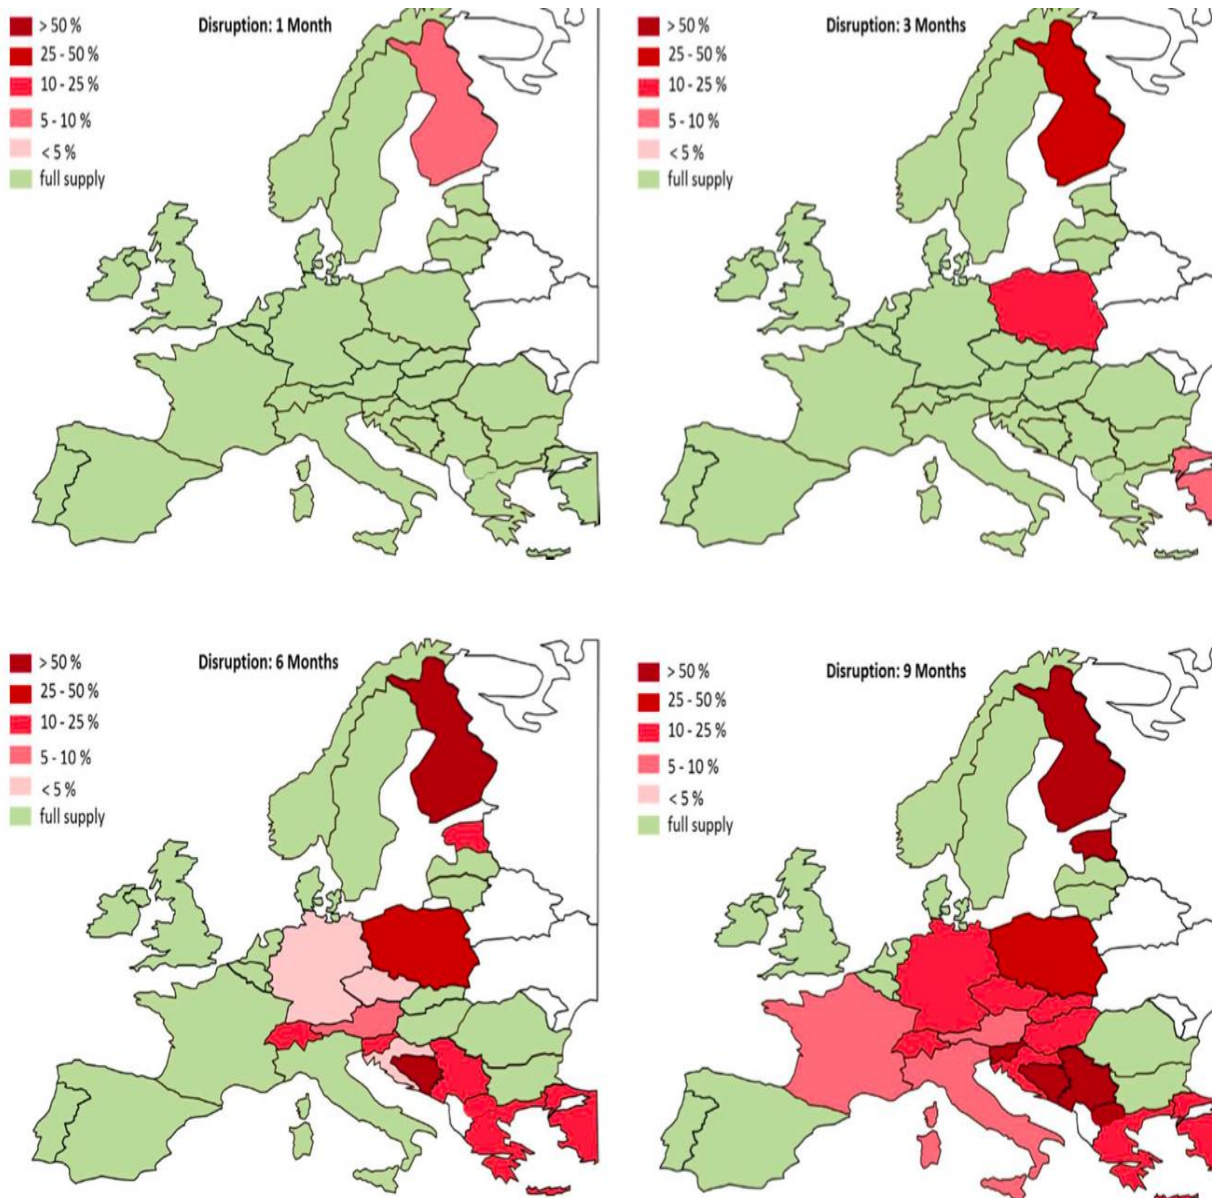 Disruption: 1 Month
> 50 %
25 - 50 %
10 - 25 %
5 - 10 %
< 5 %
full supply
Disruption: 3 Months
> 50 %
25 - 50 %
10 - 25 %
5 - 10 %
< 5 %
full supply
Disruption: 6 Months
> 50 %
25 - 50 %
10 - 25 %
5 - 10 %
< 5 %
full supply
Disruption: 9 Months
> 50 %
25 - 50 %
10 - 25 %
5 - 10 %
< 5 %
full supply